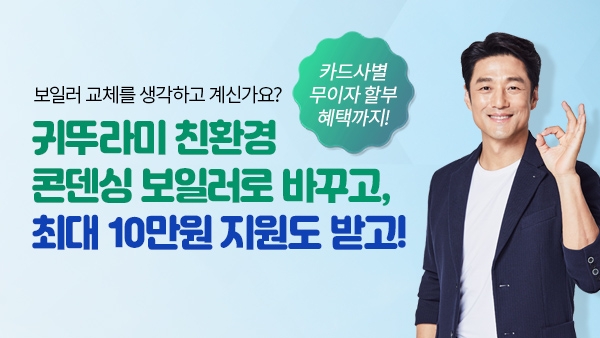 보일러 교체를 생각하고 계신가요?
귀뚜라미 친환경
콘덴싱 보일러로 바꾸고,
최대 10만원 지원도 받고!
카드사별
무이자 할부
혜택까지!